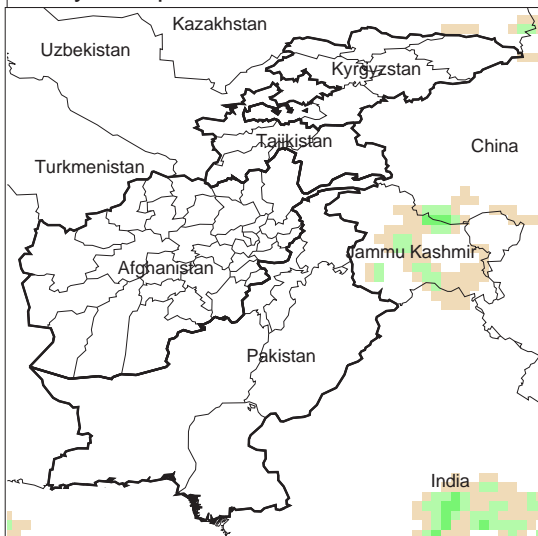 Kazakhstan
Uzbekistan
Kyrgyzstan
Tajikistan
China
Turkmenistan
Jammu Kashmir
Afghanistan
Pakistan
India